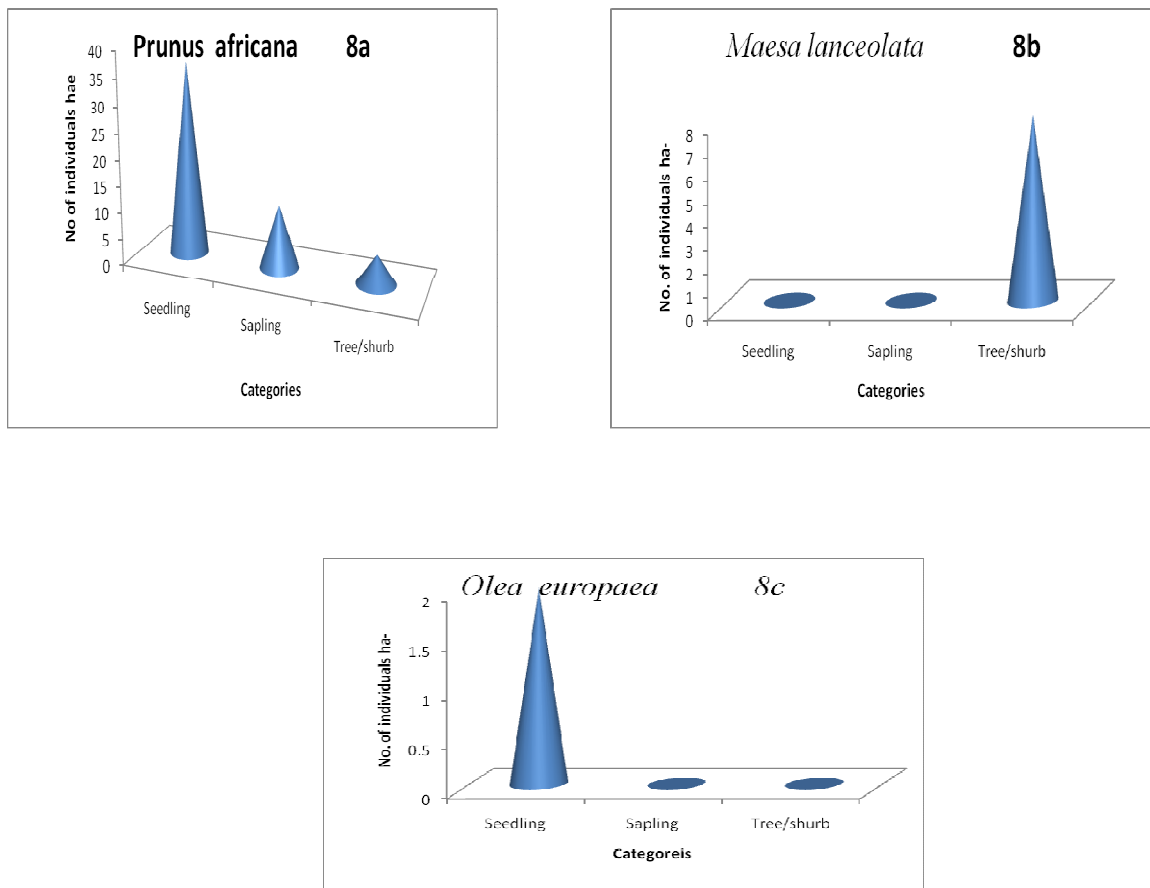 Prunus africana 8a
No of individuals hae
40
35
30
25
20
15
10
5
0
Seedling
Sapling
Tree/shurb
Categories
Maesa lanceolata 8b
No. of individuals ha-
8
7
6
5
4
3
2
1
0
Seedling
Sapling
Tree/shurb
Categories
Olea europaea 8c
No. of individuals ha-
2
1.5
1
0.5
0
Seedling
Sapling
Tree/shurb
Categoreis